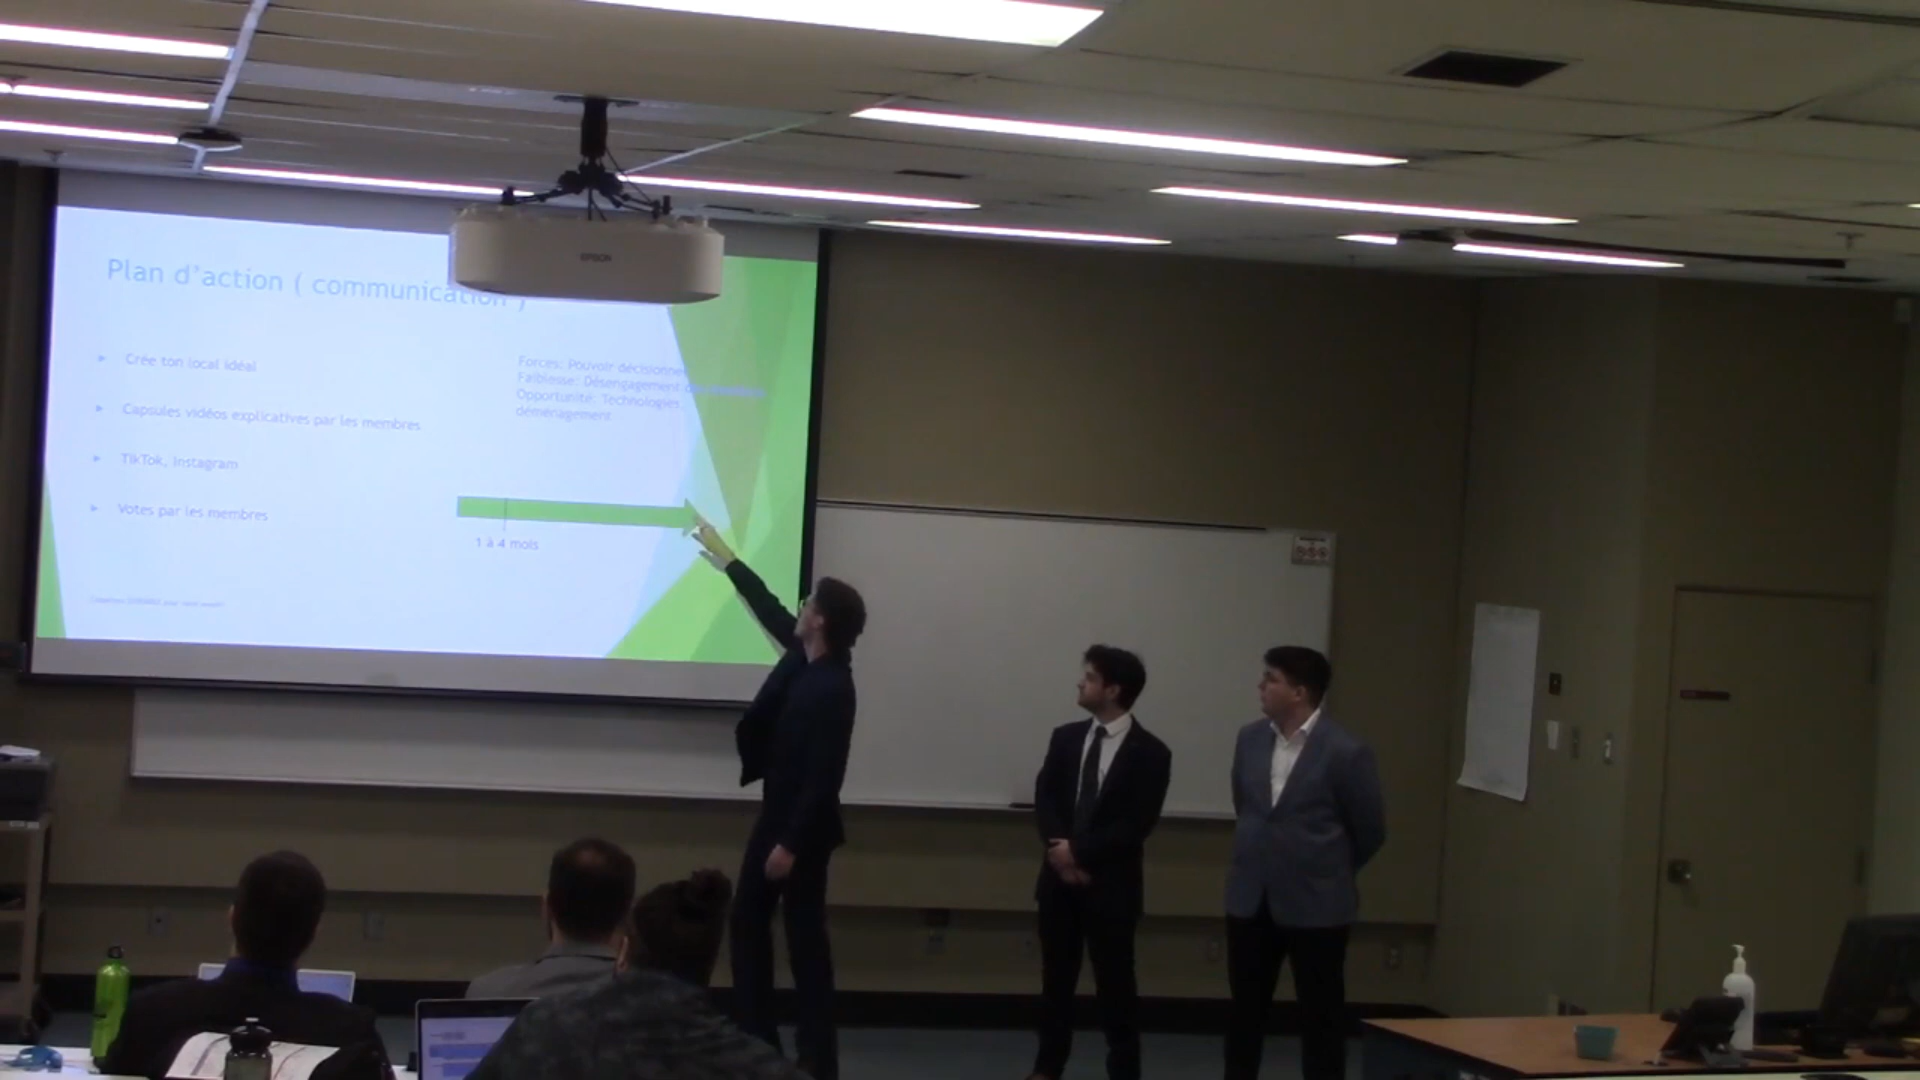 EPSON
Plan d'action ( communication )
Crée ton local idéal
Capsules vidéos explicatives par les membres
TikTok, Instagram
Votes par les membres
Forces: Pouvoir décisionnel
Faiblesse: Désengagement
Opportunité: Technologies
déménagement
1 à 4 mois